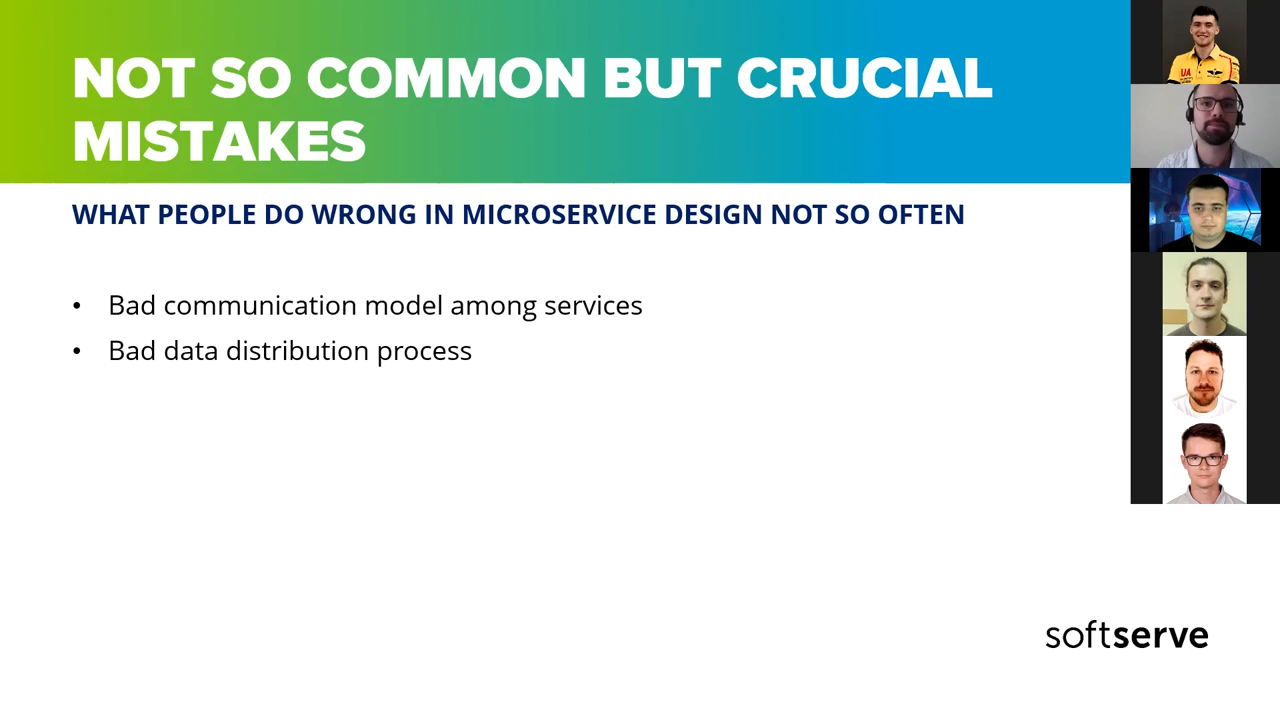 NOT SO COMMON BUT CRUCIAL
MISTAKES
WHAT PEOPLE DO WRONG IN MICROSERVICE DESIGN NOT SO OFTEN
• Bad communication model among services
• Bad data distribution process
UA
softserve